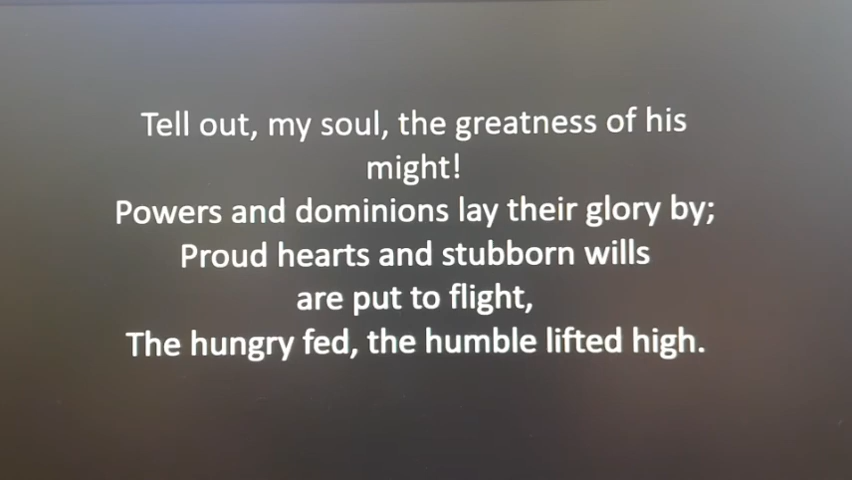 Tell out, my soul, the greatness of his
might!
Powers and dominions lay their glory by;
Proud hearts and stubborn wills
are put to flight,
The hungry fed, the humble lifted high.